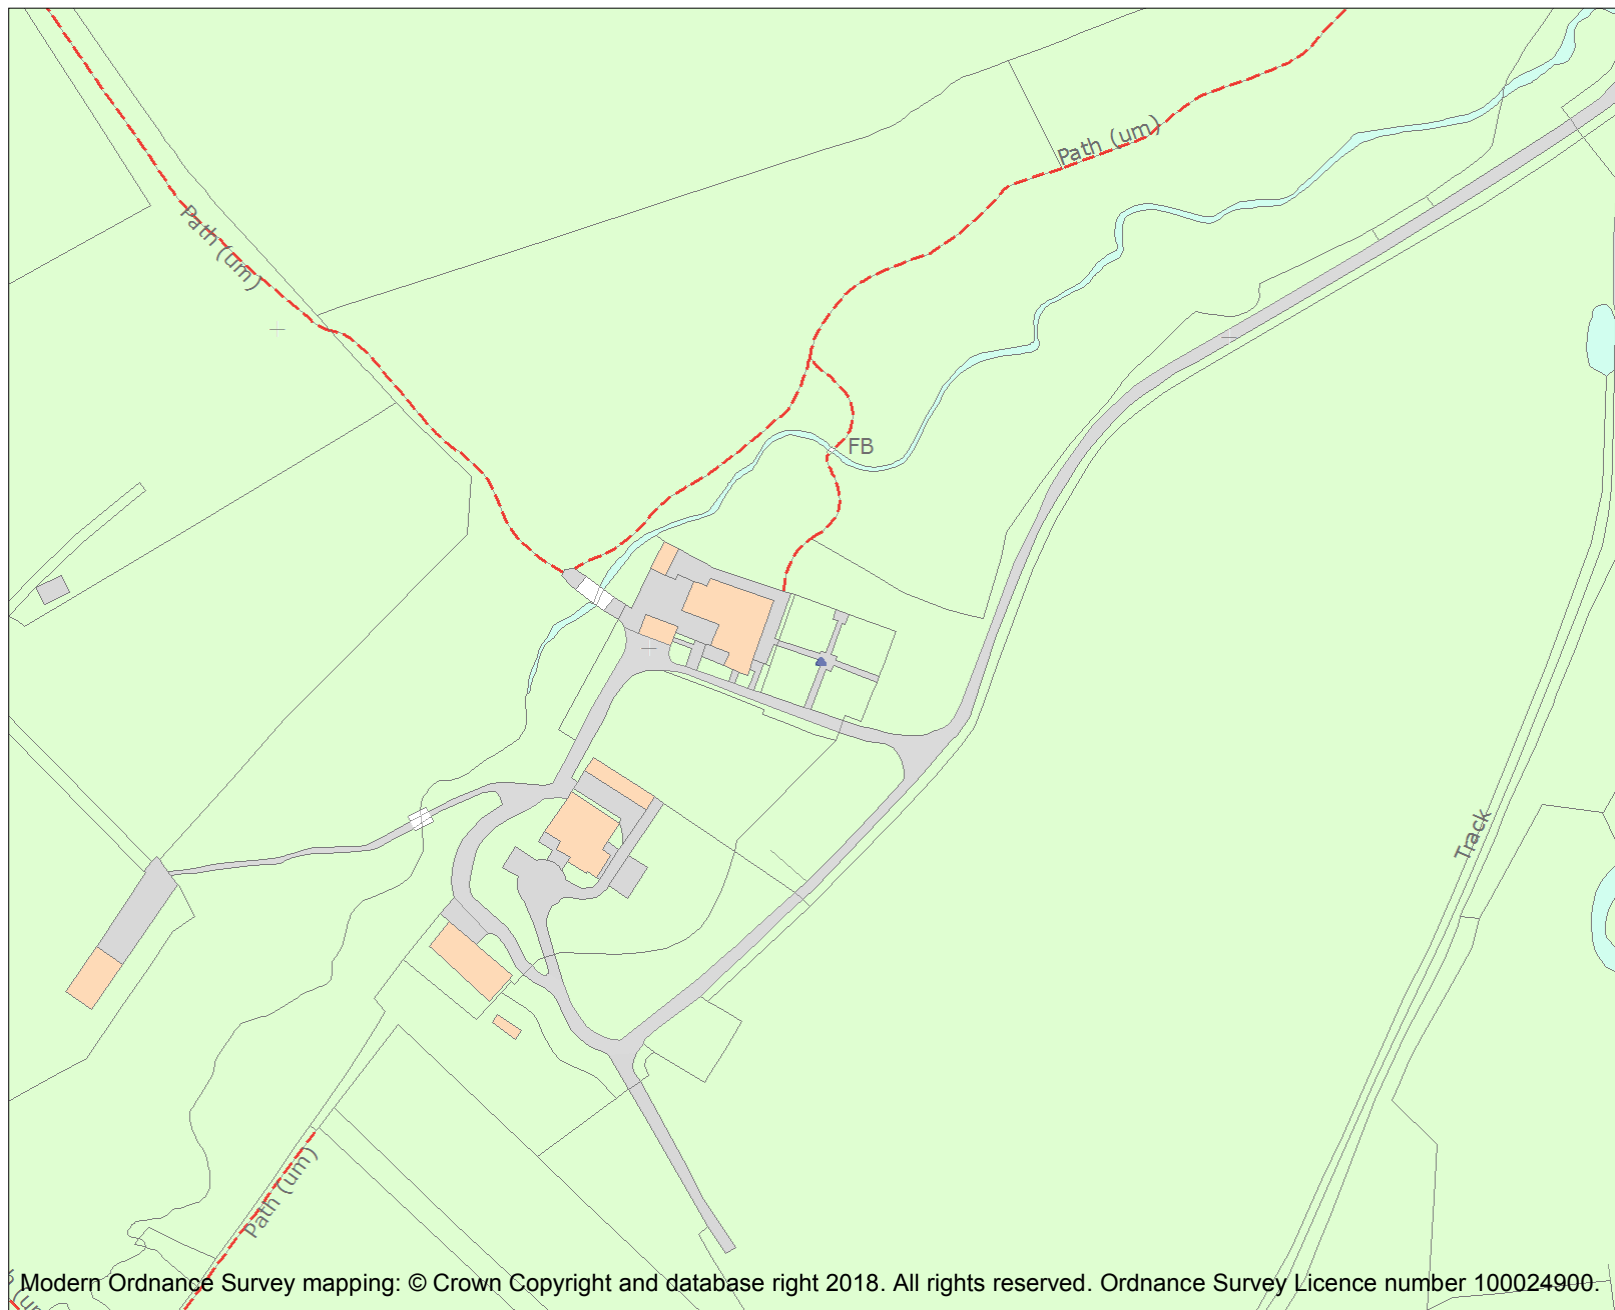 Path (um)
Path (um)
FB
Track
Path (um)
Modern Ordnance Survey mapping: © Crown Copyright and database right 2018. All rights reserved. Ordnance Survey Licence number 100024900.